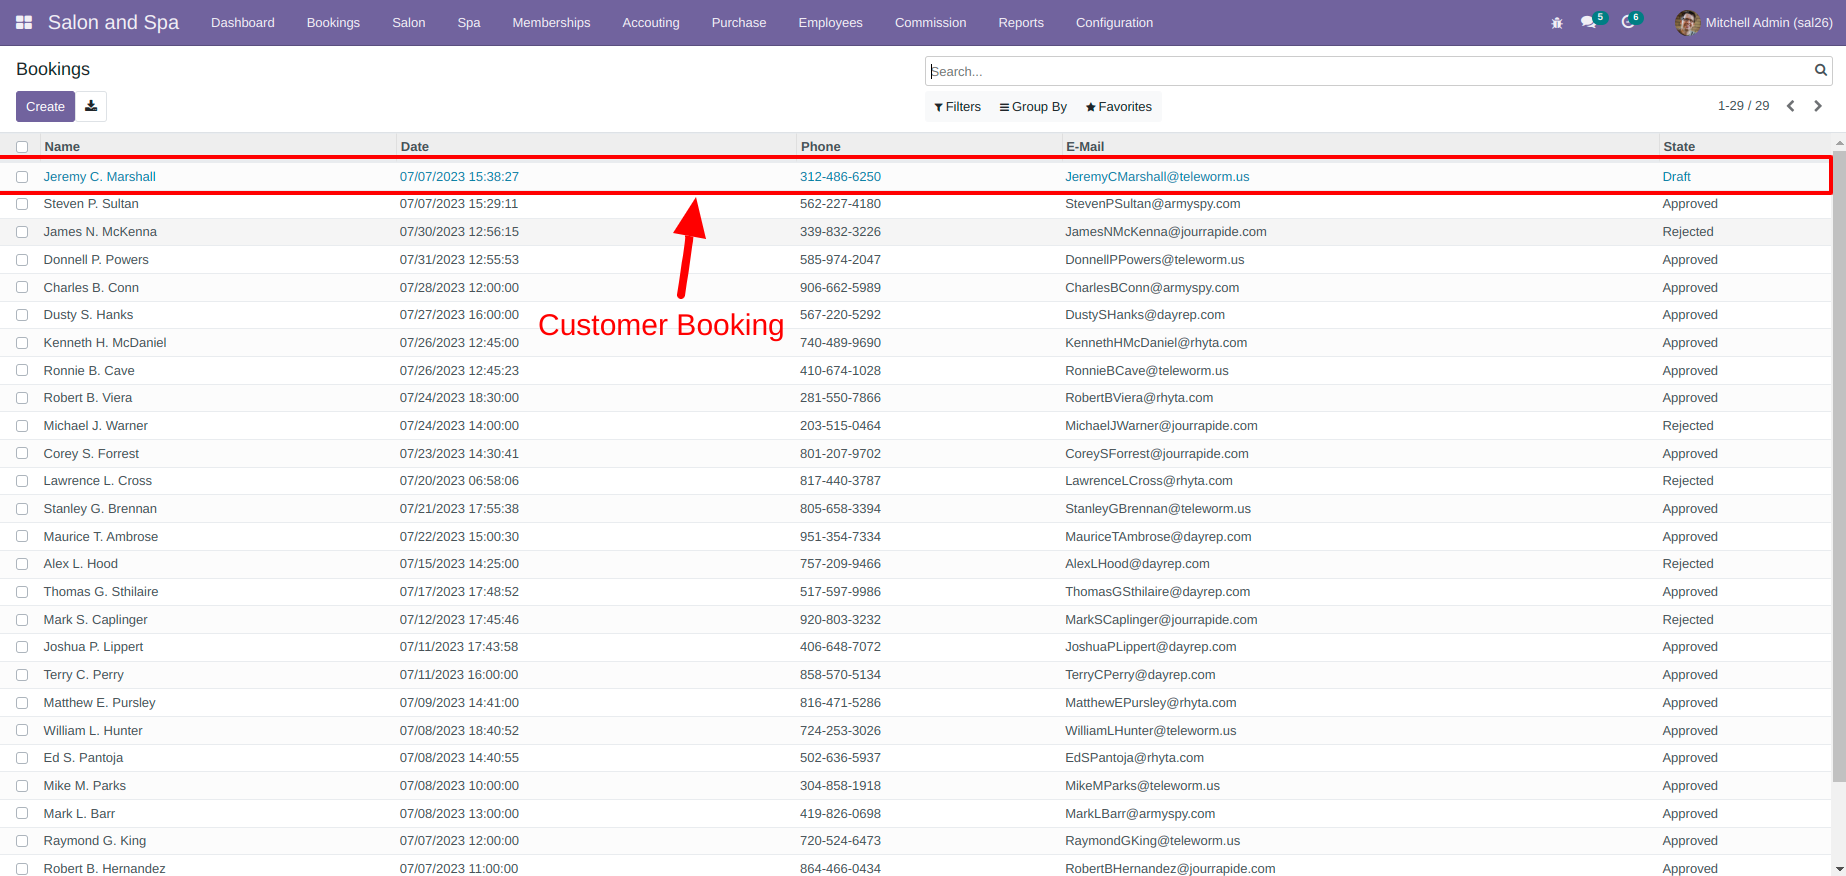 Salon and Spa Dashboard Bookings Salon Spa Memberships Accouting Purchase Employees Commission Reports Configuration 5 6 Mitchell Admin (sal26)
Bookings Search...
Create Filters Group By Favorites 1-29 / 29
Name Date Phone E-Mail State
Jeremy C. Marshall 07/07/2023 15:38:27 312-486-6250 JeremyCMarshall@teleworm.us Draft
Steven P. Sultan 07/07/2023 15:29:11 562-227-4180 StevenPSultan@armyspy.com Approved
James N. McKenna 07/30/2023 12:56:15 339-832-3226 JamesNMcKenna@jourrapide.com Rejected
Donnell P. Powers 07/31/2023 12:55:53 585-974-2047 DonnellPPowers@teleworm.us Approved
Charles B. Conn 07/28/2023 12:00:00 906-662-5989 CharlesBConn@armyspy.com Approved
Dusty S. Hanks 07/27/2023 16:00:00 567-220-5292 DustySHanks@dayrep.com Approved
Customer Booking
Kenneth H. McDaniel 07/26/2023 12:45:00 740-489-9690 KennethHMcDaniel@rhyta.com Approved
Ronnie B. Cave 07/26/2023 12:45:23 410-674-1028 RonnieBCave@teleworm.us Approved
Robert B. Viera 07/24/2023 18:30:00 281-550-7866 RobertBViera@rhyta.com Approved
Michael J. Warner 07/24/2023 14:00:00 203-515-0464 MichaelJWarner@jourrapide.com Rejected
Corey S. Forrest 07/23/2023 14:30:41 801-207-9702 CoreySForrest@jourrapide.com Approved
Lawrence L. Cross 07/20/2023 06:58:06 817-440-3787 LawrenceLCross@rhyta.com Rejected
Stanley G. Brennan 07/21/2023 17:55:38 805-658-3394 StanleyGBrennan@teleworm.us Approved
Maurice T. Ambrose 07/22/2023 15:00:30 951-354-7334 MauriceTAmbrose@dayrep.com Approved
Alex L. Hood 07/15/2023 14:25:00 757-209-9466 AlexLHood@dayrep.com Rejected
Thomas G. Sthilaire 07/17/2023 17:48:52 517-597-9986 ThomasGSthilaire@dayrep.com Approved
Mark S. Caplinger 07/12/2023 17:45:46 920-803-3232 MarkSCaplinger@jourrapide.com Rejected
Joshua P. Lippert 07/11/2023 17:43:58 406-648-7072 JoshuaPLippert@dayrep.com Approved
Terry C. Perry 07/11/2023 16:00:00 858-570-5134 TerryCPerry@dayrep.com Approved
Matthew E. Pursley 07/09/2023 14:41:00 816-471-5286 MatthewEPursley@rhyta.com Approved
William L. Hunter 07/08/2023 18:40:52 724-253-3026 WilliamLHunter@teleworm.us Approved
Ed S. Pantoja 07/08/2023 14:40:55 502-636-5937 EdSPantoja@rhyta.com Approved
Mike M. Parks 07/08/2023 10:00:00 304-858-1918 MikeMParks@teleworm.us Approved
Mark L. Barr 07/08/2023 13:00:00 419-826-0698 MarkLBarr@armyspy.com Approved
Raymond G. King 07/07/2023 12:00:00 720-524-6473 RaymondGKing@teleworm.us Approved
Robert B. Hernandez 07/07/2023 11:00:00 864-466-0434 RobertBHernandez@jourrapide.com Approved